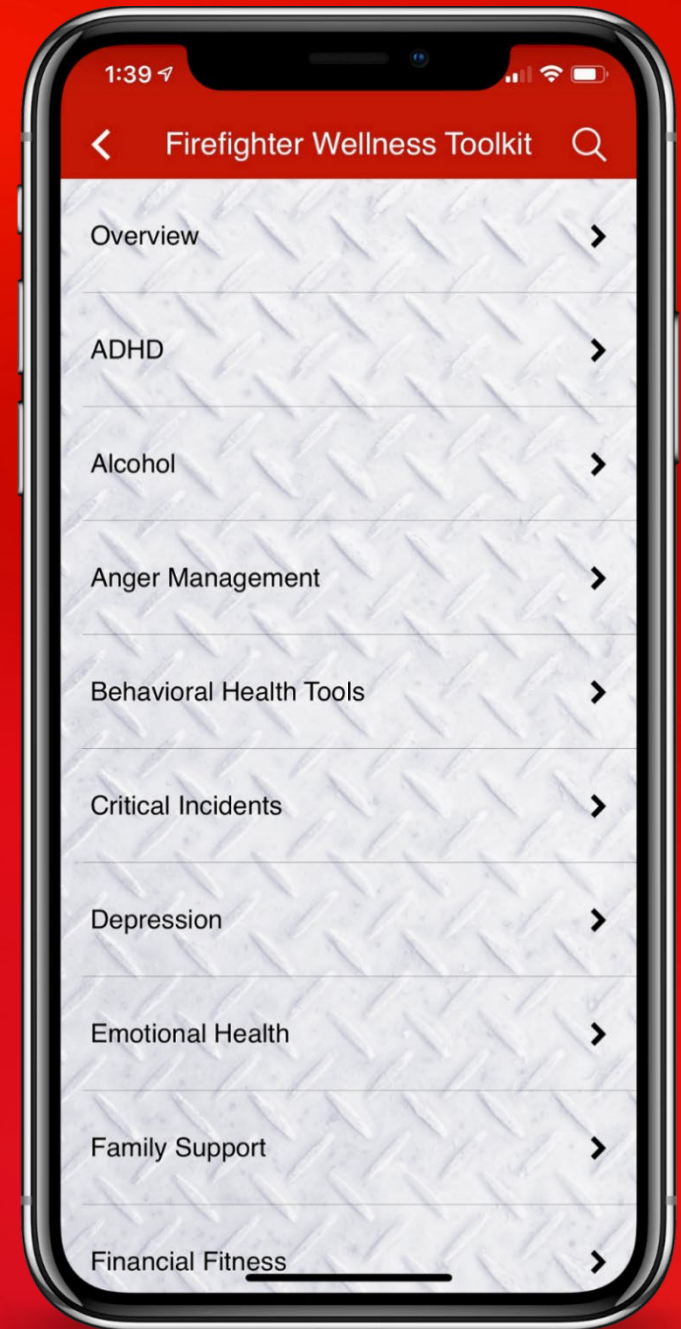 1:39
Firefighter Wellness Toolkit
Overview
ADHD
Alcohol
Anger Management
Behavioral Health Tools
Critical Incidents
Depression
Emotional Health
Family Support
Financial Fitness